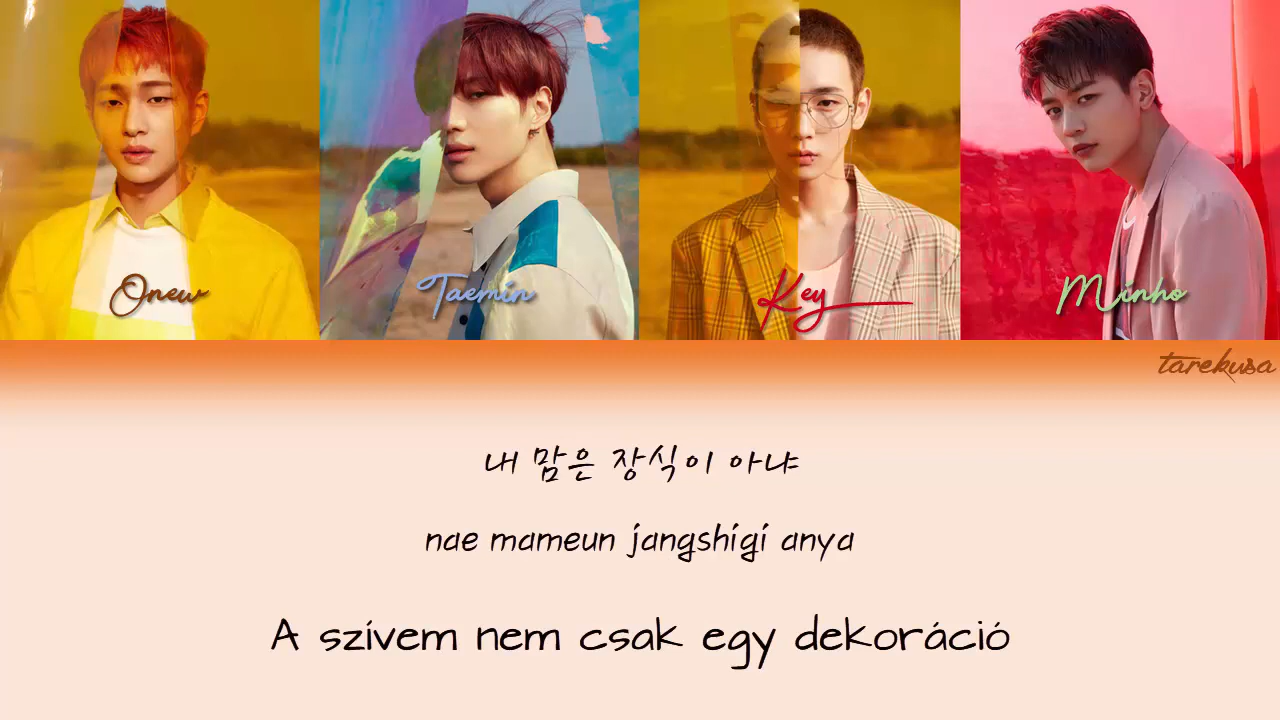 Onew
Taemin
Key
Minho
tarekusa
내 맘은 장식이 아냐
nae mameun jangshigi anya
A szívem nem csak egy dekoráció